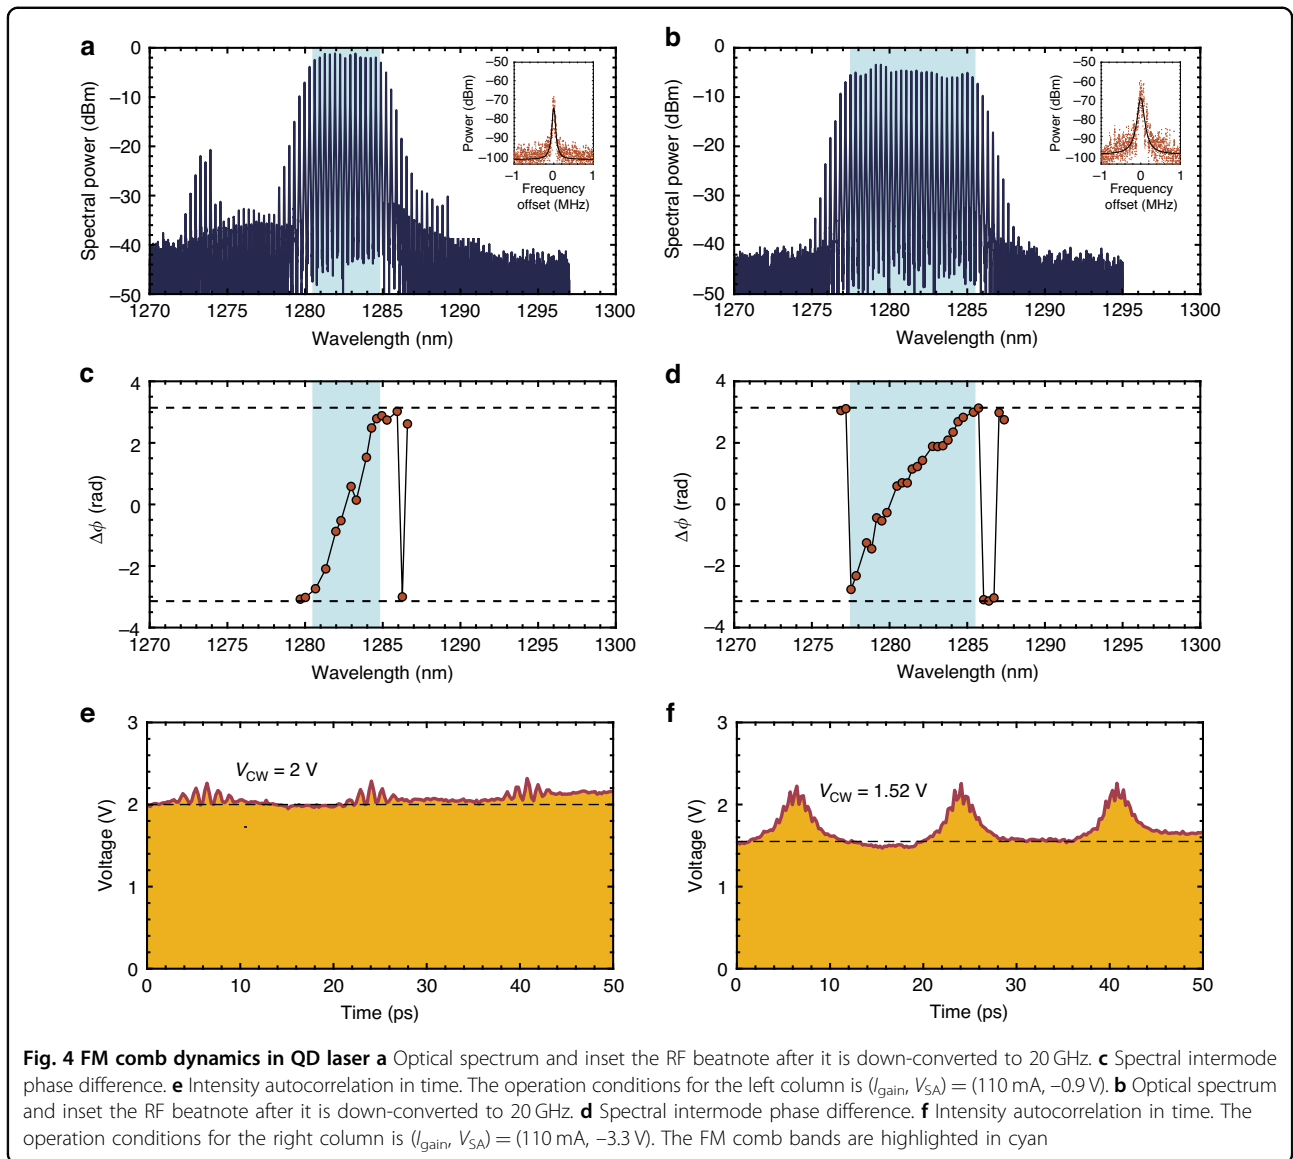 a
0
−10
−20
−30
−40
−50
Spectral power (dBm)
1270 1275 1280 1285 1290 1295 1300
Wavelength (nm)
−50
−60
−70
−80
−90
−100
Power (dBm)
−1 0 1
Frequency
offset (MHz)
b
0
−10
−20
−30
−40
−50
Spectral power (dBm)
1270 1275 1280 1285 1290 1295 1300
Wavelength (nm)
−50
−60
−70
−80
−90
−100
Power (dBm)
−1 0 1
Frequency
offset (MHz)
c
4
2
0
−2
−4
Δϕ (rad)
1270 1275 1280 1285 1290 1295 1300
Wavelength (nm)
d
4
2
0
−2
−4
Δϕ (rad)
1270 1275 1280 1285 1290 1295 1300
Wavelength (nm)
e
3
2
1
0
Voltage (V)
V_CW = 2 V
0 10 20 30 40 50
Time (ps)
f
3
2
1
0
Voltage (V)
V_CW = 1.52 V
0 10 20 30 40 50
Time (ps)
Fig. 4 FM comb dynamics in QD laser a Optical spectrum and inset the RF beatnote after it is down-converted to 20 GHz. c Spectral intermode
phase difference. e Intensity autocorrelation in time. The operation conditions for the left column is (I_gain, V_SA) = (110 mA, −0.9 V). b Optical spectrum
and inset the RF beatnote after it is down-converted to 20 GHz. d Spectral intermode phase difference. f Intensity autocorrelation in time. The
operation conditions for the right column is (I_gain, V_SA) = (110 mA, −3.3 V). The FM comb bands are highlighted in cyan